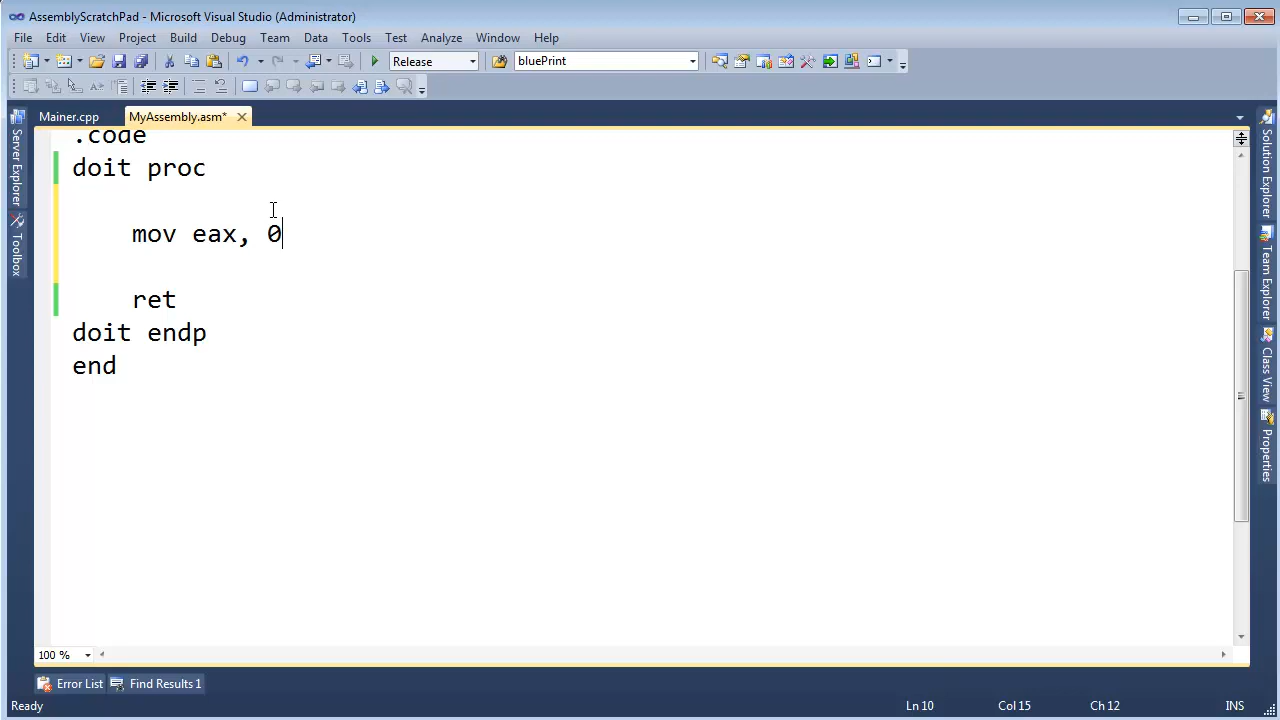 AssemblyScratchPad - Microsoft Visual Studio (Administrator)
File Edit View Project Build Debug Team Data Tools Test Analyze Window Help
Release bluePrint
Mainer.cpp MyAssembly.asm*
.code
doit proc
mov eax, 0
ret
doit endp
end
Server Explorer
Toolbox
Solution Explorer
Team Explorer
Class View
Properties
100 %
Error List Find Results 1
Ready Ln 10 Col 15 Ch 12 INS